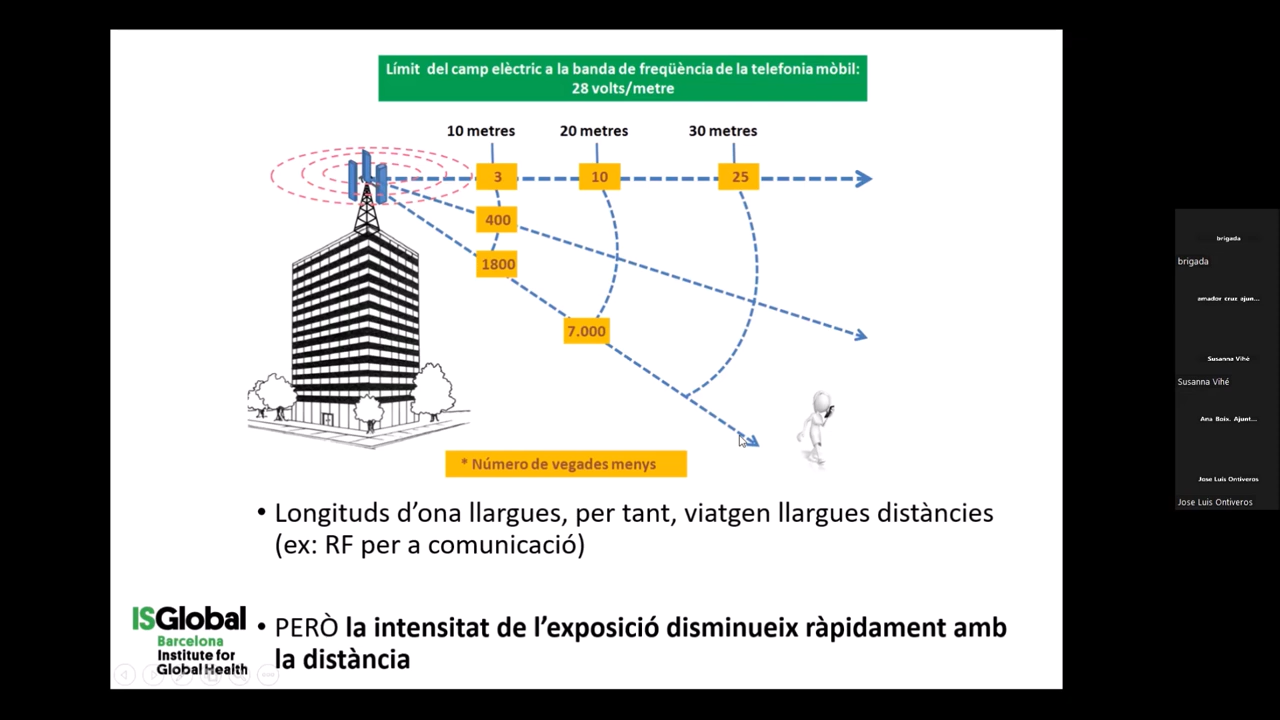 Límit del camp elèctric a la banda de freqüència de la telefonia mòbil:
28 volts/metre
10 metres
20 metres
30 metres
3
10
25
400
1800
7.000
* Número de vegades menys
• Longituds d’ona llargues, per tant, viatgen llargues distàncies
(ex: RF per a comunicació)
• PERÒ la intensitat de l’exposició disminueix ràpidament amb
la distància
ISGlobal
Barcelona
Institute for
Global Health
brigada
brigada
amador cruz ajun...
Susanna Vihé
Susanna Vihé
Ana Boix. Ajunt...
Jose Luis Ontiveros
Jose Luis Ontiveros